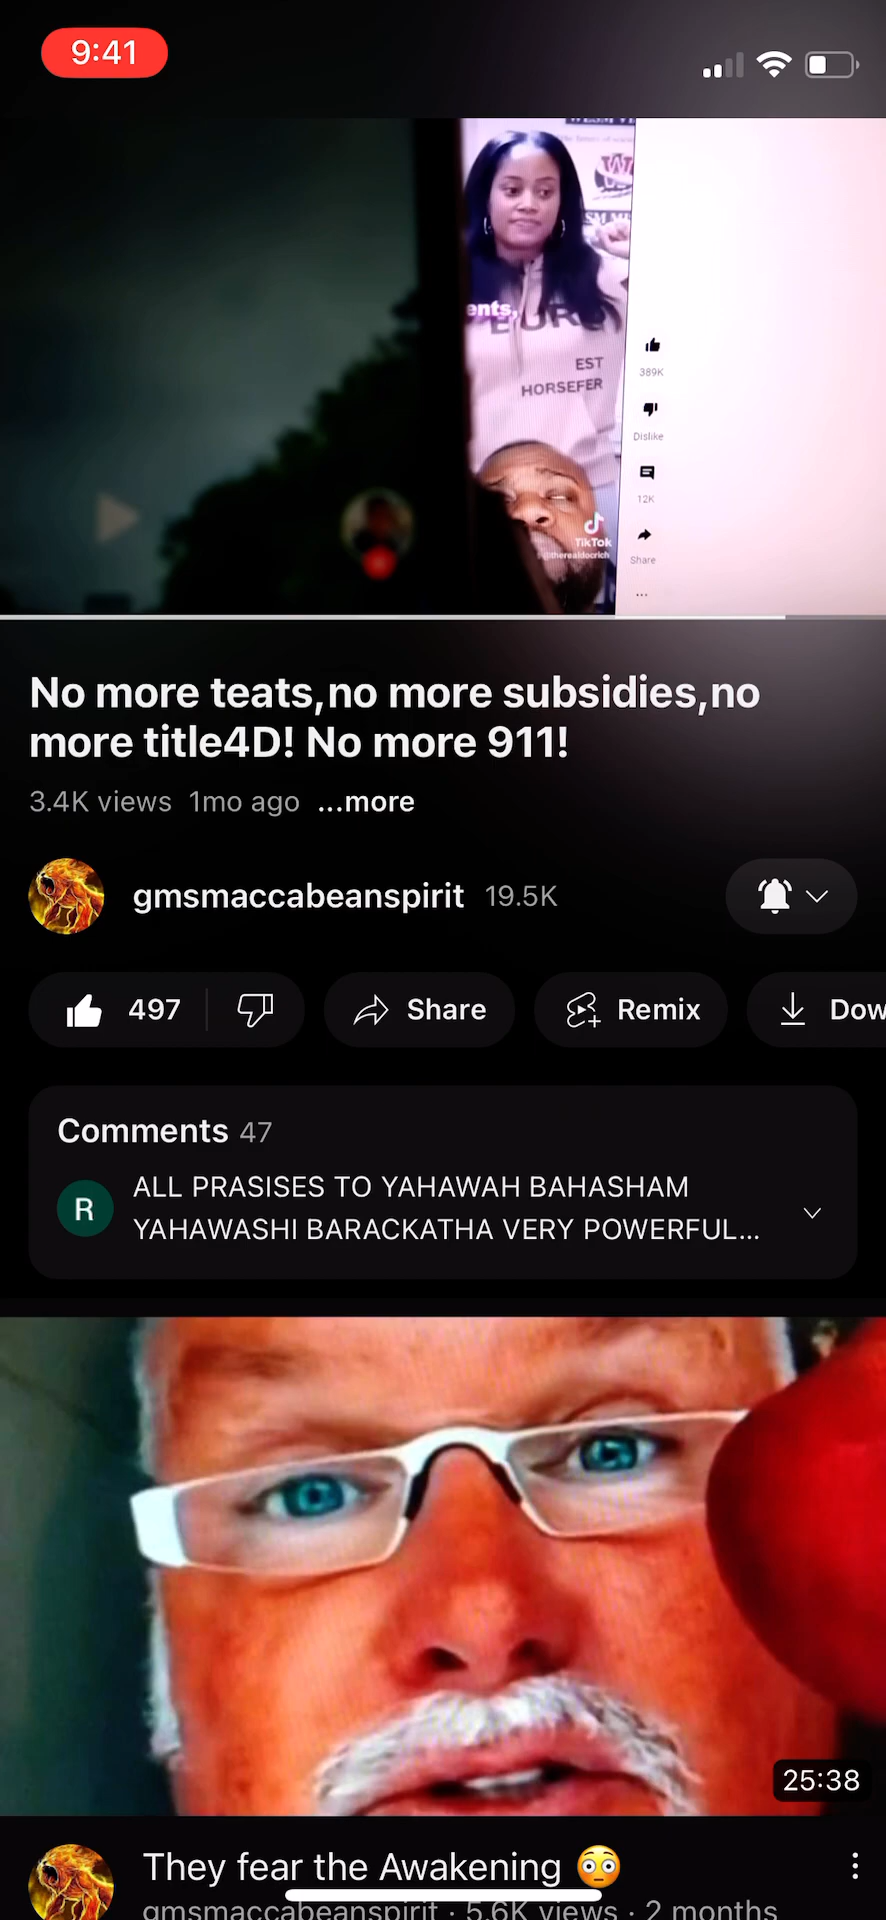 9:41
ents,
EST
HORSEFER
389K
Dislike
12K
TikTok
@therealdocrich
Share
...
No more teats,no more subsidies,no
more title4D! No more 911!
3.4K views 1mo ago ...more
gmsmaccabeanspirit 19.5K
497 Share Remix Dow
Comments 47
R
ALL PRASISES TO YAHAWAH BAHASHAM
YAHAWASHI BARACKATHA VERY POWERFUL...
25:38
They fear the Awakening 😳
gmsmaccabeanspirit · 5.6K views · 2 months